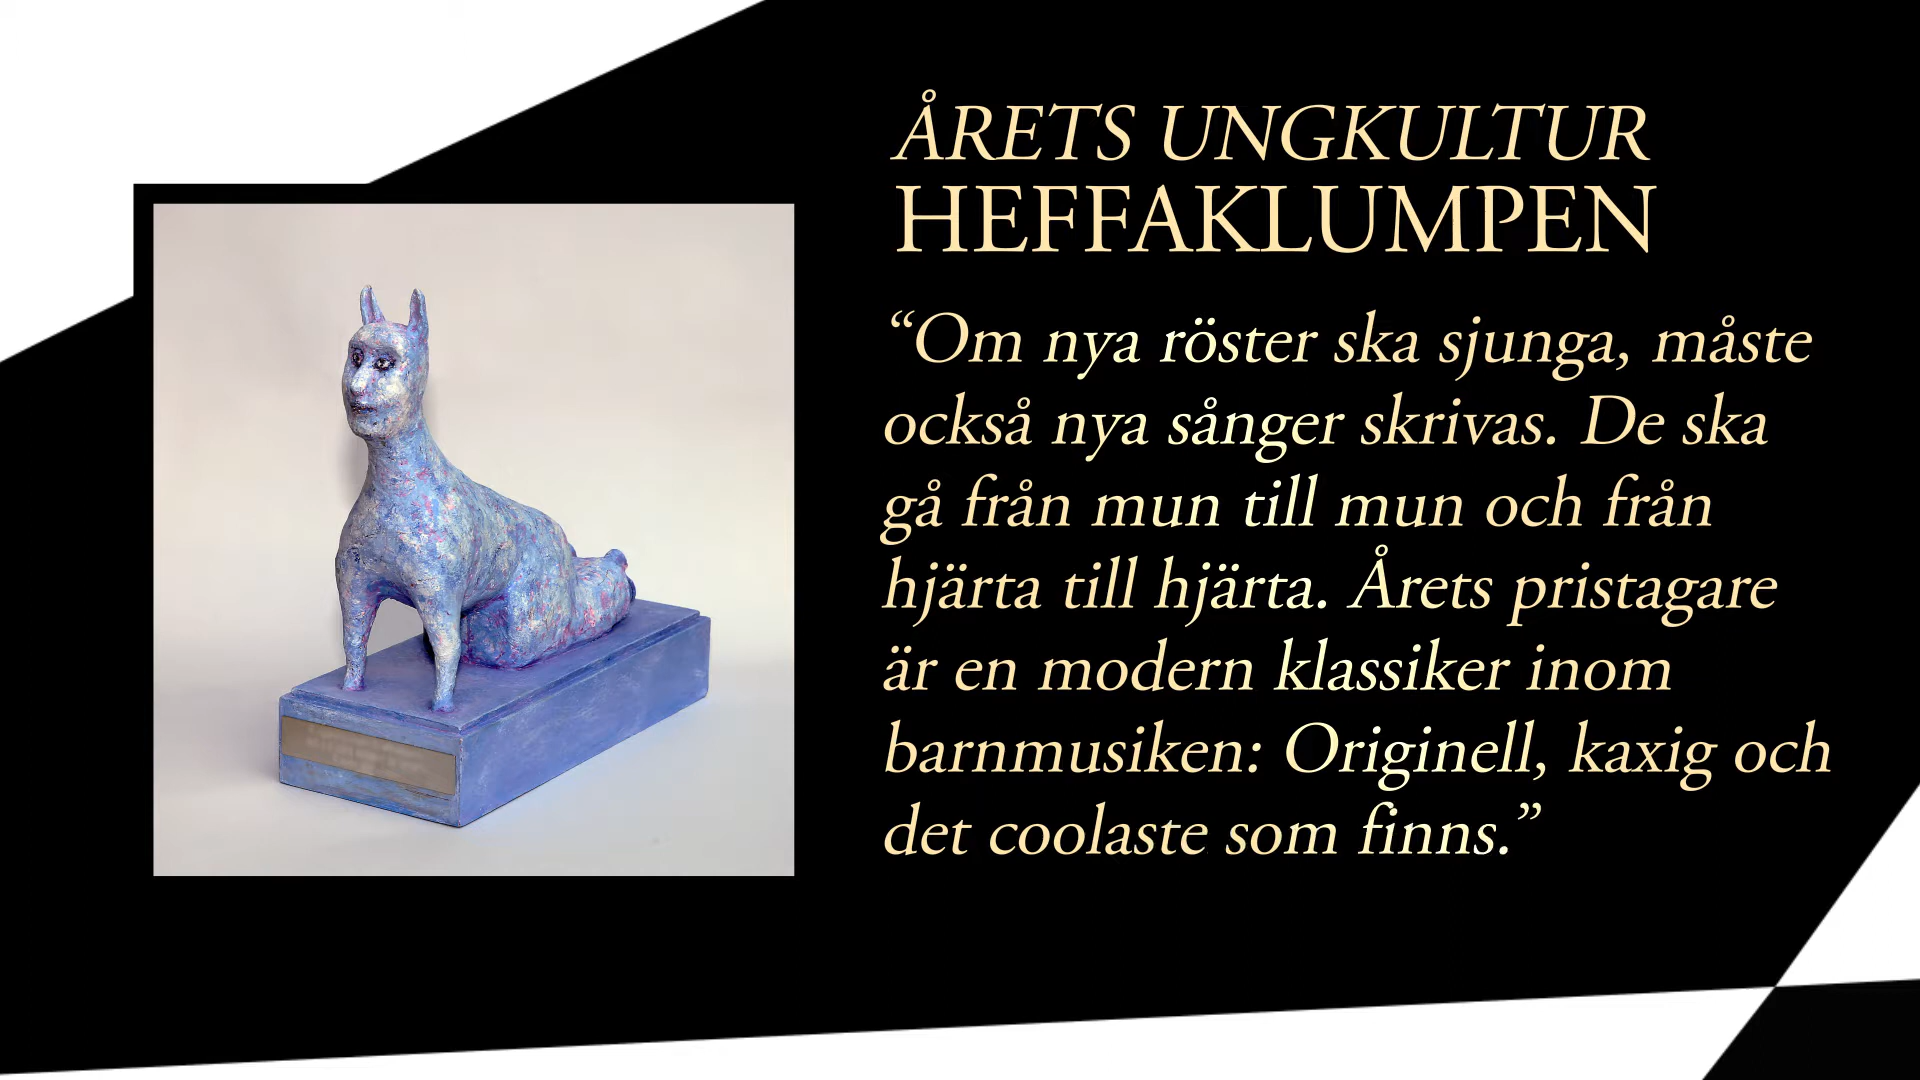 ÅRETS UNGKULTUR
HEFFAKLUMPEN
“Om nya röster ska sjunga, måste
också nya sånger skrivas. De ska
gå från mun till mun och från
hjärta till hjärta. Årets pristagare
är en modern klassiker inom
barnmusiken: Originell, kaxig och
det coolaste som finns.”